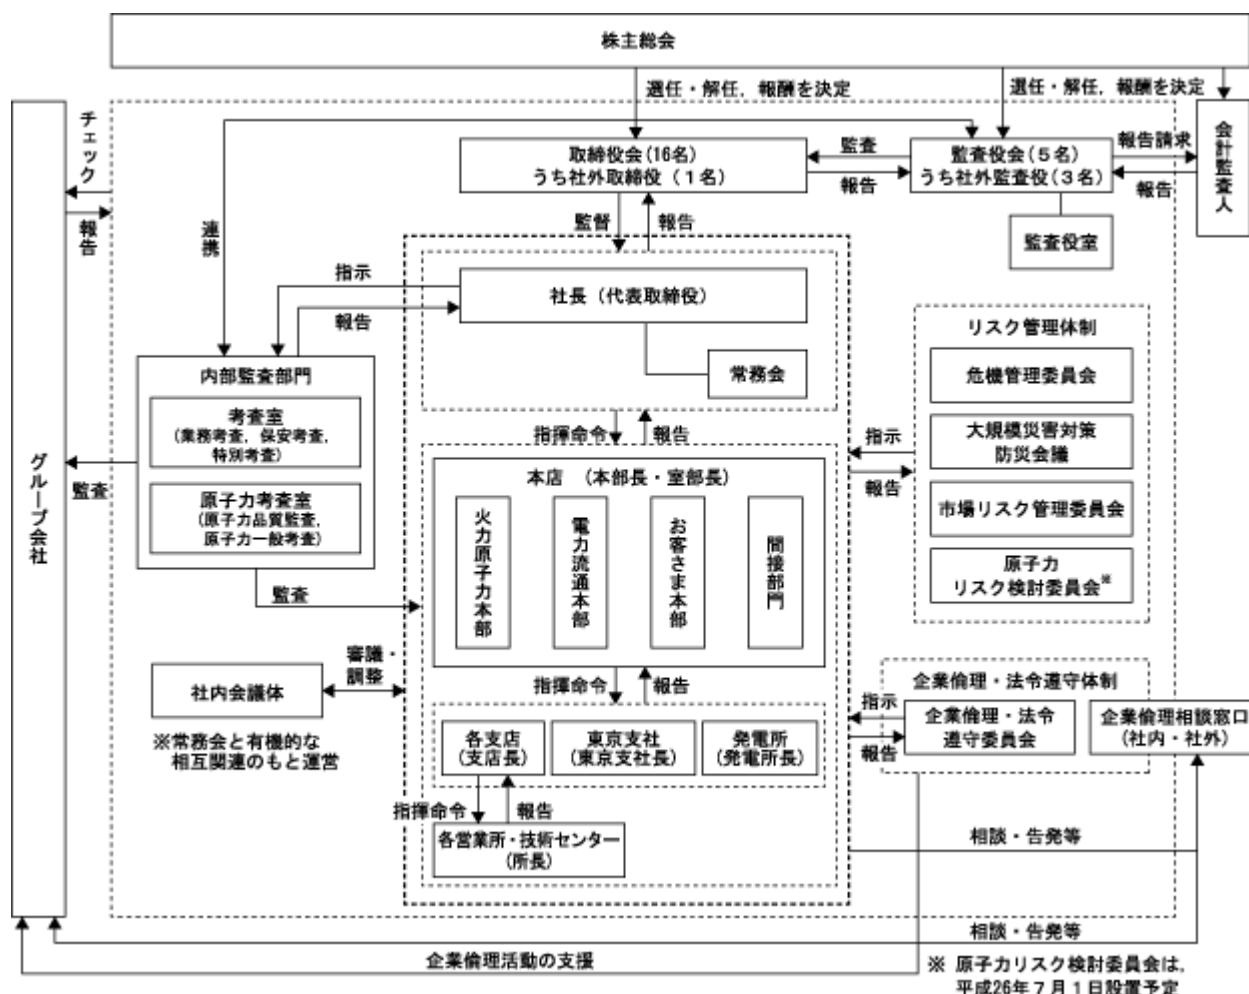 株主総会
選任・解任，報酬を決定
選任・解任，報酬を決定
チェック
報告
連携
取締役会(16名)
うち社外取締役（１名）
監査
報告
監査役会(５名)
うち社外監査役(３名)
報告請求
報告
会計監査人
監査役室
監督
報告
指示
報告
社長（代表取締役）
常務会
内部監査部門
考査室
(業務考査，保安考査，
特別考査)
原子力考査室
(原子力品質監査，
原子力一般考査)
監査
グループ会社
監査
指揮命令
報告
本店　（本部長・室部長）
火力原子力本部
電力流通本部
お客さま本部
間接部門
指示
報告
リスク管理体制
危機管理委員会
大規模災害対策
防災会議
市場リスク管理委員会
原子力
リスク検討委員会※
社内会議体
審議・
調整
※常務会と有機的な
相互関連のもと運営
指揮命令
報告
各支店
(支店長)
東京支社
(東京支社長)
発電所
(発電所長)
指揮命令
報告
各営業所・技術センター
(所長)
企業倫理・法令遵守体制
指示
報告
企業倫理・法令
遵守委員会
企業倫理相談窓口
(社内・社外)
相談・告発等
相談・告発等
企業倫理活動の支援
※ 原子力リスク検討委員会は，
平成26年７月１日設置予定